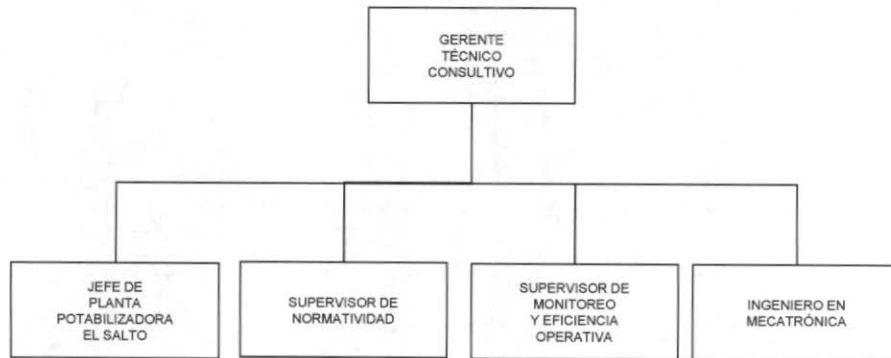 GERENTE
TÉCNICO
CONSULTIVO
JEFE DE
PLANTA
POTABILIZADORA
EL SALTO
SUPERVISOR DE
NORMATIVIDAD
SUPERVISOR DE
MONITOREO
Y EFICIENCIA
OPERATIVA
INGENIERO EN
MECATRÓNICA